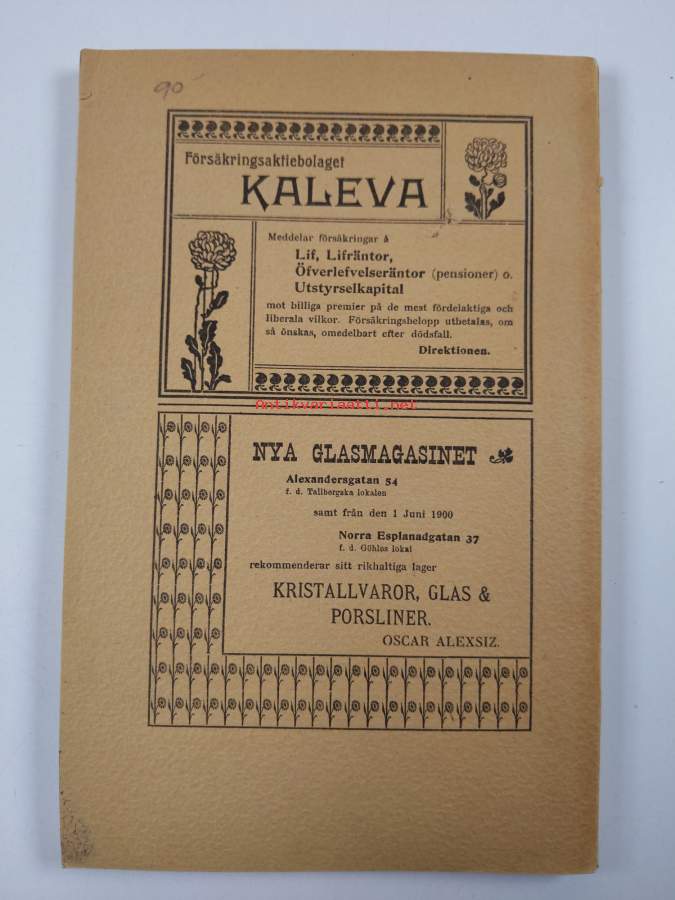 90
Försäkringsaktiebolaget
KALEVA
Meddelar försäkringar å
Lif, Lifräntor,
Öfverlefvelseräntor (pensioner) o.
Utstyrselkapital
mot billiga premier på de mest fördelaktiga och
liberala vilkor. Försäkringsbelopp utbetalas, om
så önskas, omedelbart efter dödsfall.
Direktionen.
Antikvariaatti.net
NYA GLASMAGASINET
Alexandersgatan 54
f. d. Tallbergska lokalen
samt från den 1 Juni 1900
Norra Esplanadgatan 37
f. d. Göhles lokal
rekommenderar sitt rikhaltiga lager
KRISTALLVAROR, GLAS &
PORSLINER.
OSCAR ALEXSIZ.